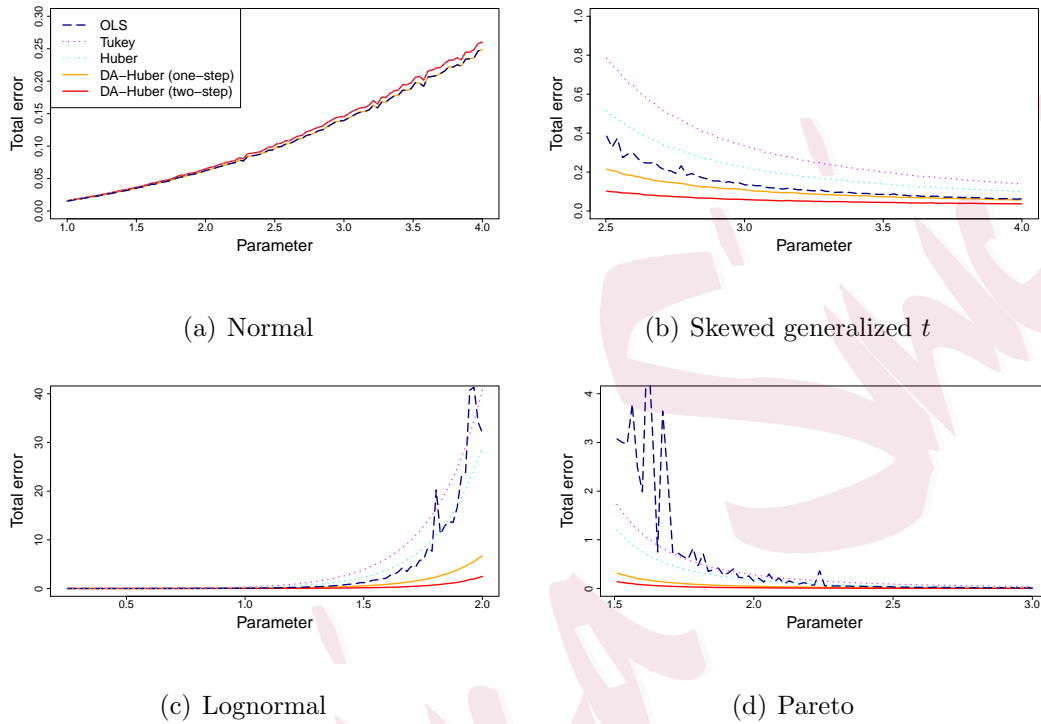 OLS
Tukey
Huber
DA-Huber (one-step)
DA-Huber (two-step)
Total error
0.00 0.05 0.10 0.15 0.20 0.25 0.30
1.0 1.5 2.0 2.5 3.0 3.5 4.0
Parameter
(a) Normal
Total error
0.0 0.2 0.4 0.6 0.8 1.0
2.5 3.0 3.5 4.0
Parameter
(b) Skewed generalized t
Total error
0 10 20 30 40
0.5 1.0 1.5 2.0
Parameter
(c) Lognormal
Total error
0 1 2 3 4
1.5 2.0 2.5 3.0
Parameter
(d) Pareto